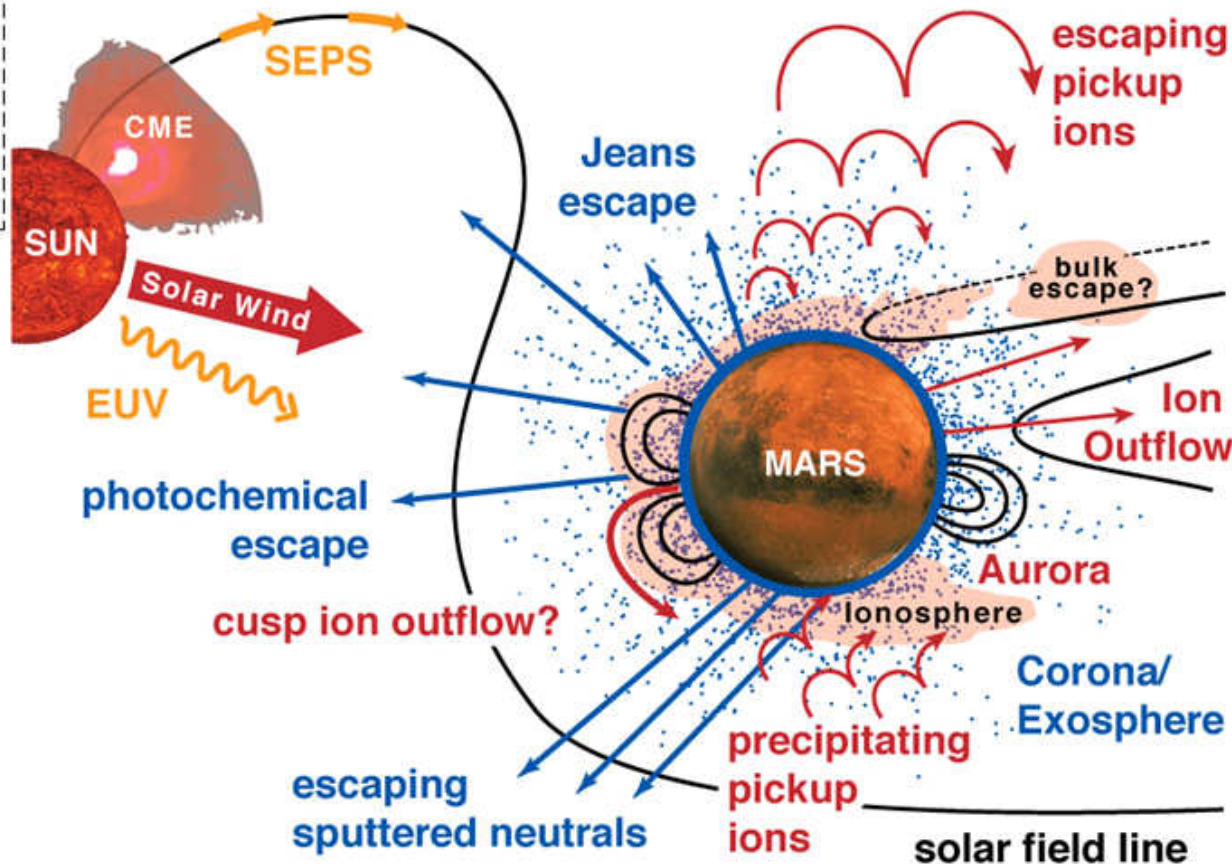 SEPS
CME
SUN
Solar Wind
EUV
Jeans
escape
escaping
pickup
ions
bulk
escape?
Ion
Outflow
MARS
photochemical
escape
cusp ion outflow?
Aurora
Ionosphere
Corona/
Exosphere
precipitating
pickup
ions
escaping
sputtered neutrals
solar field line